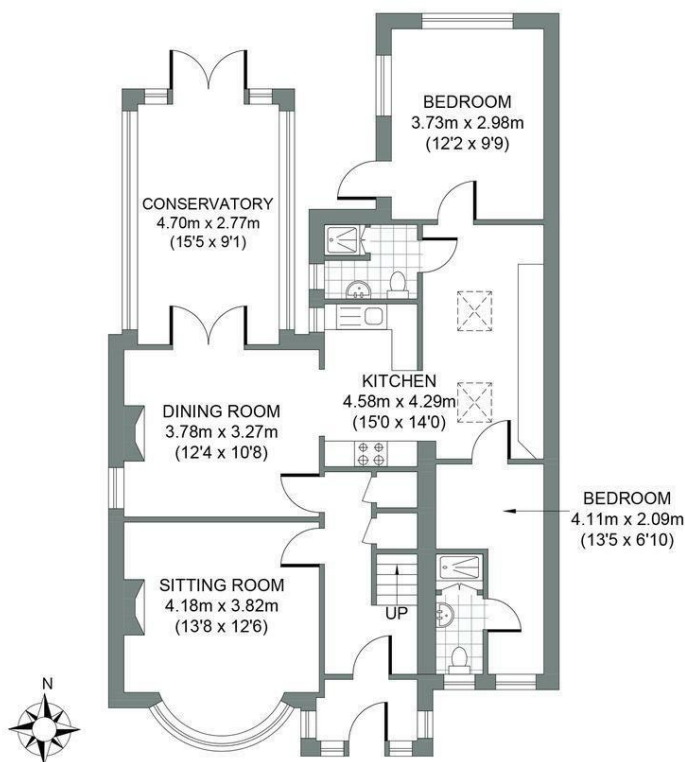 BEDROOM
3.73m x 2.98m
(12'2 x 9'9)
CONSERVATORY
4.70m x 2.77m
(15'5 x 9'1)
KITCHEN
4.58m x 4.29m
(15'0 x 14'0)
DINING ROOM
3.78m x 3.27m
(12'4 x 10'8)
BEDROOM
4.11m x 2.09m
(13'5 x 6'10)
SITTING ROOM
4.18m x 3.82m
(13'8 x 12'6)
UP
N